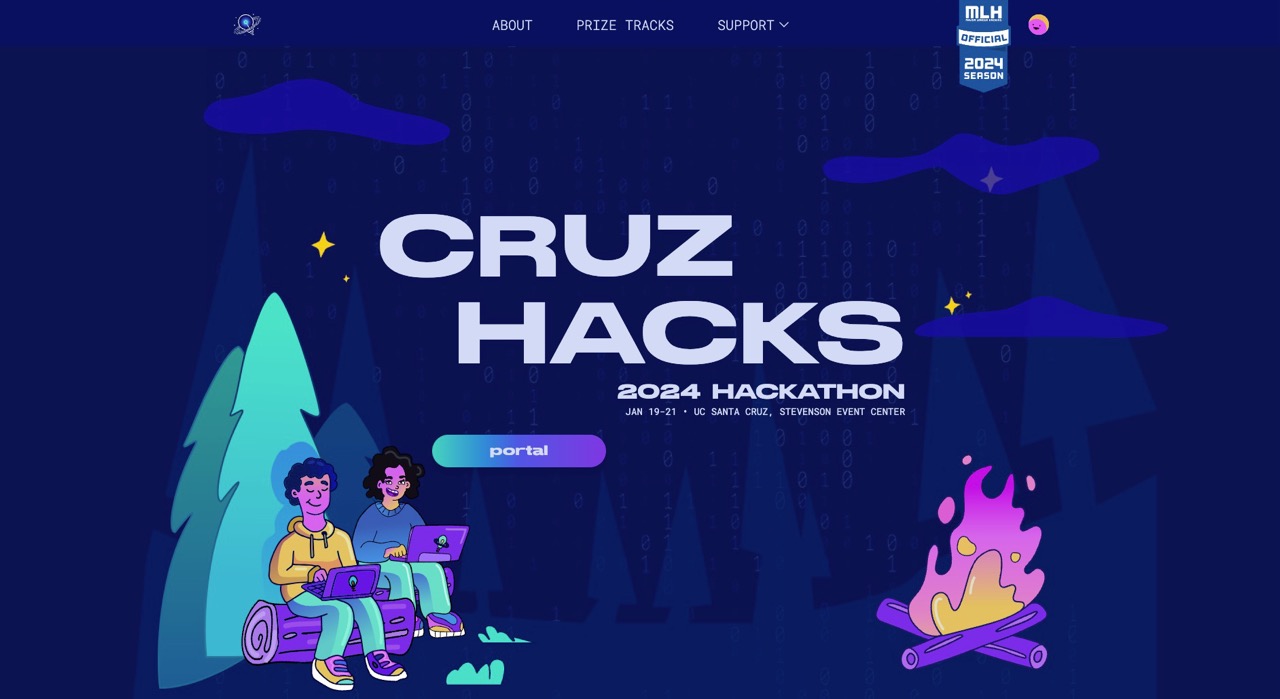 ABOUT
PRIZE TRACKS
SUPPORT
MLH
MAJOR LEAGUE HACKING
OFFICIAL
2024
SEASON
CRUZ
HACKS
2024 HACKATHON
JAN 19-21 • UC SANTA CRUZ, STEVENSON EVENT CENTER
portal